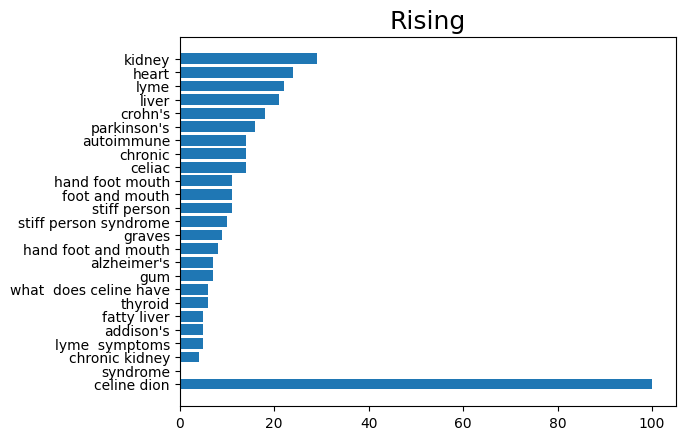 Rising
kidney
heart
lyme
liver
crohn's
parkinson's
autoimmune
chronic
celiac
hand foot mouth
foot and mouth
stiff person
stiff person syndrome
graves
hand foot and mouth
alzheimer's
gum
what  does celine have
thyroid
fatty liver
addison's
lyme  symptoms
chronic kidney
syndrome
celine dion
0 20 40 60 80 100